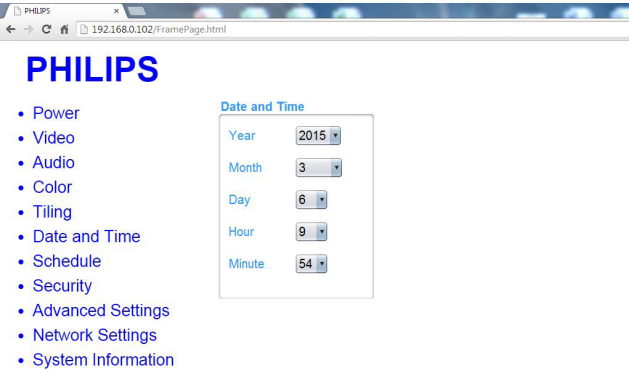 PHILIPS
192.168.0.102/FramePage.html
PHILIPS
Power
Video
Audio
Color
Tiling
Date and Time
Schedule
Security
Advanced Settings
Network Settings
System Information
Date and Time
Year 2015
Month 3
Day 6
Hour 9
Minute 54